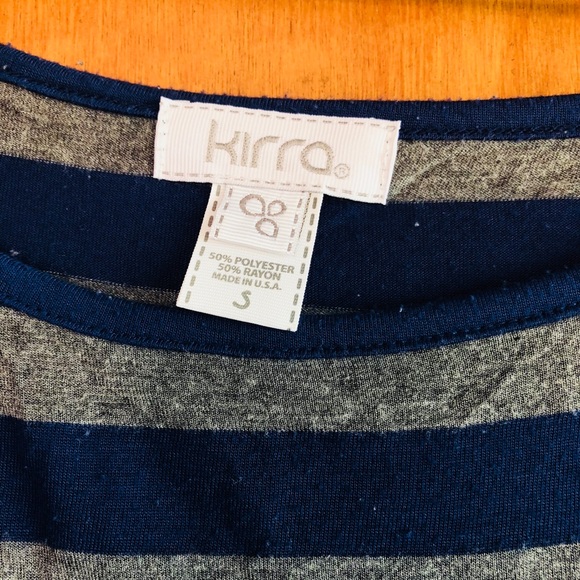 kirra®
50% POLYESTER
50% RAYON
MADE IN U.S.A.
S